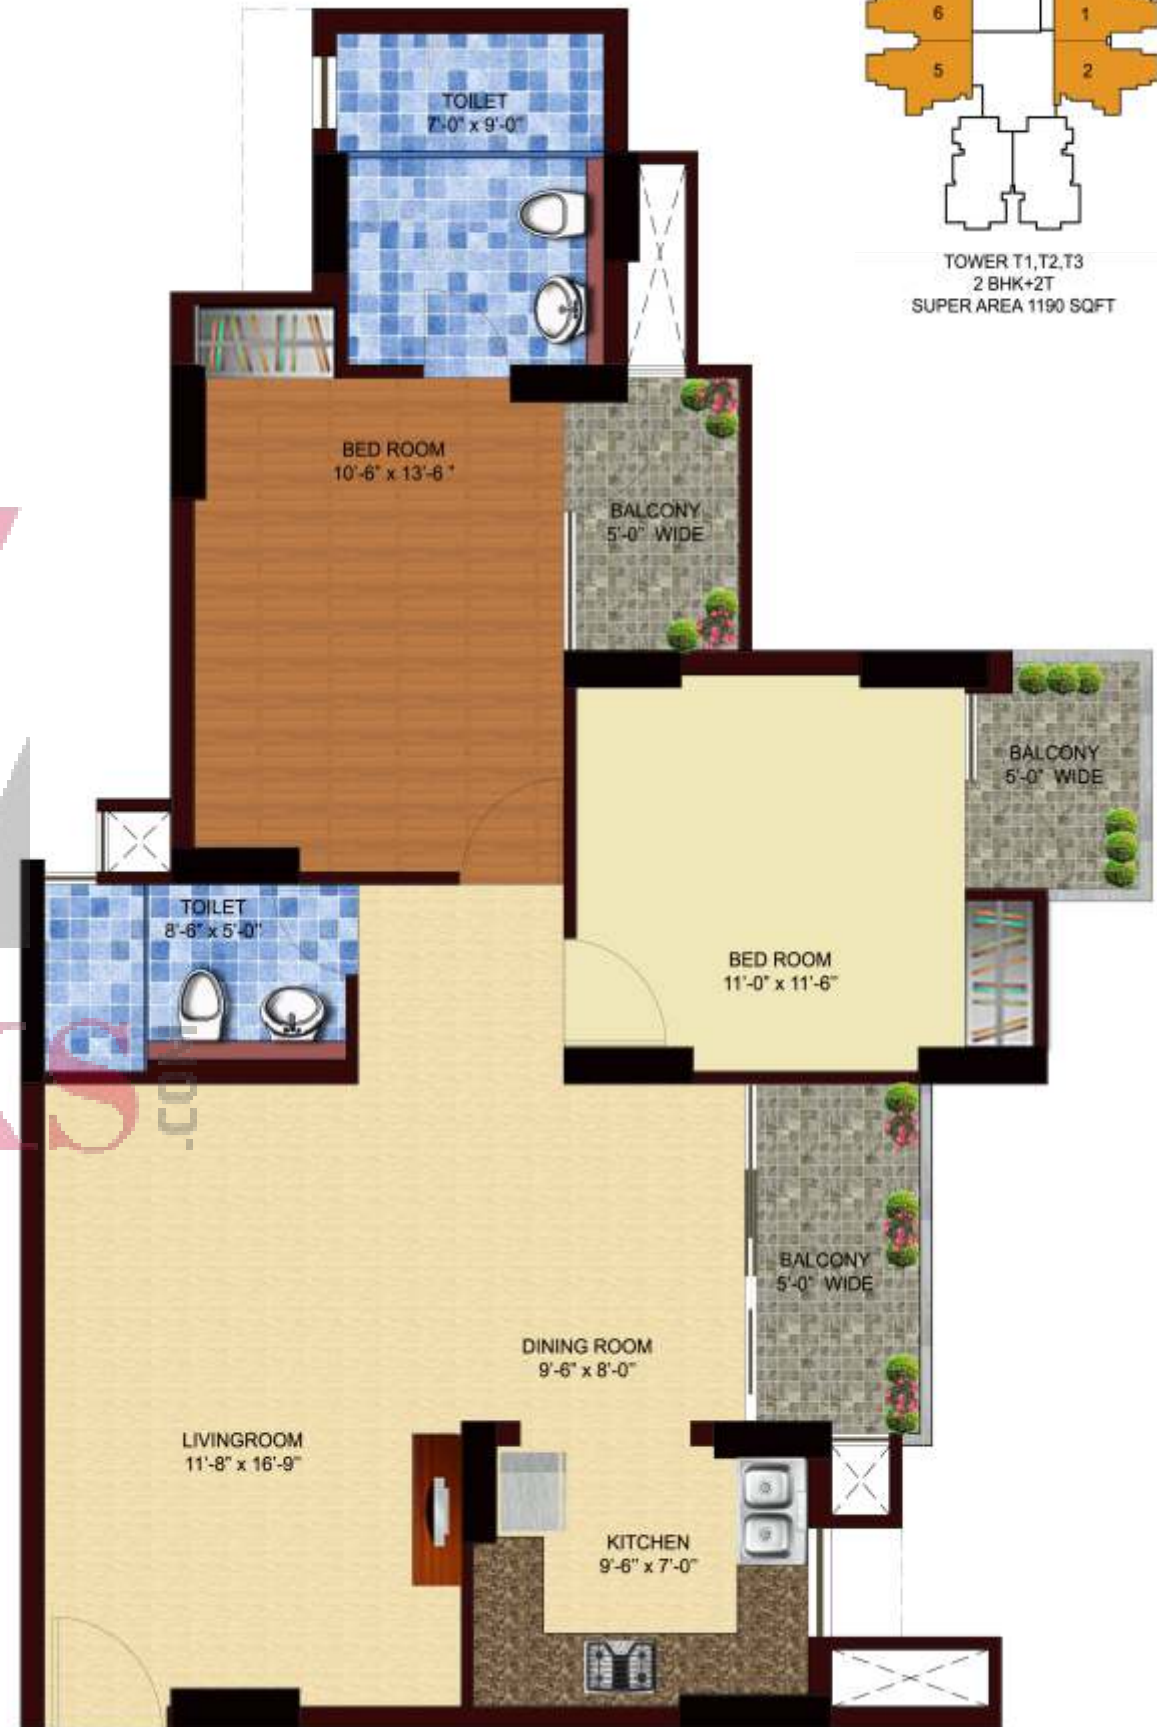 6
1
5
2
TOWER T1,T2,T3
2 BHK+2T
SUPER AREA 1190 SQFT
TOILET
7'-0" x 9'-0"
BED ROOM
10'-6" x 13'-6 "
BALCONY
5'-0" WIDE
BALCONY
5'-0" WIDE
TOILET
8'-6" x 5'-0"
BED ROOM
11'-0" x 11'-6"
BALCONY
5'-0" WIDE
DINING ROOM
9'-6" x 8'-0"
LIVINGROOM
11'-8" x 16'-9"
KITCHEN
9'-6" x 7'-0"
.COM